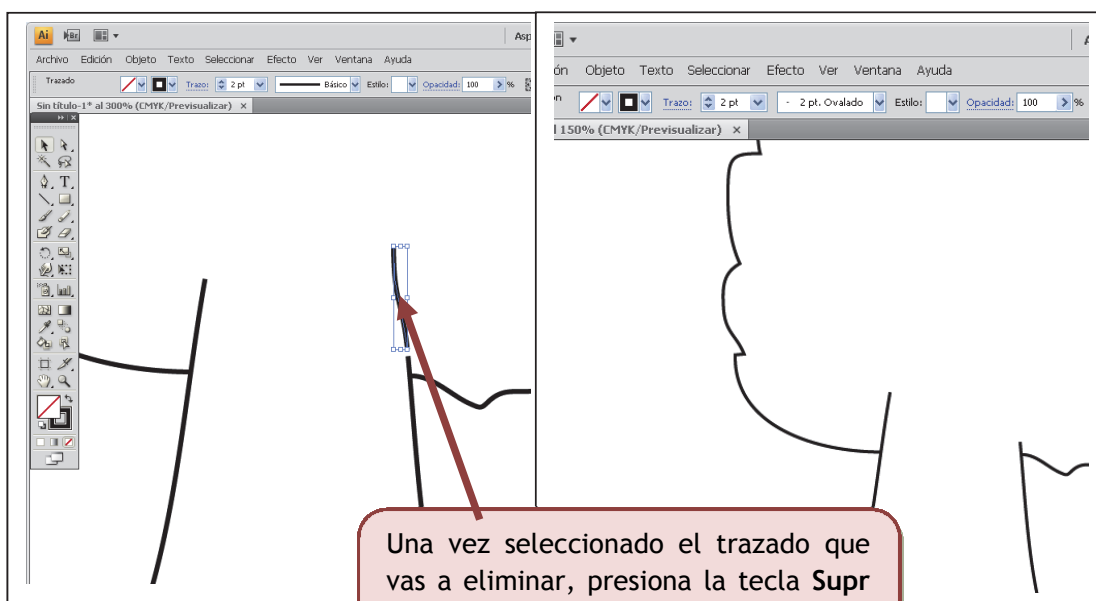 Ai Br Asp
Archivo Edición Objeto Texto Seleccionar Efecto Ver Ventana Ayuda
Trazado Trazo: 2 pt Básico Estilo: Opacidad: 100 %
Sin título-1* al 300% (CMYK/Previsualizar) ×
ón Objeto Texto Seleccionar Efecto Ver Ventana Ayuda
on Trazo: 2 pt - 2 pt. Ovalado Estilo: Opacidad: 100 %
l 150% (CMYK/Previsualizar) ×
Una vez seleccionado el trazado que
vas a eliminar, presiona la tecla Supr